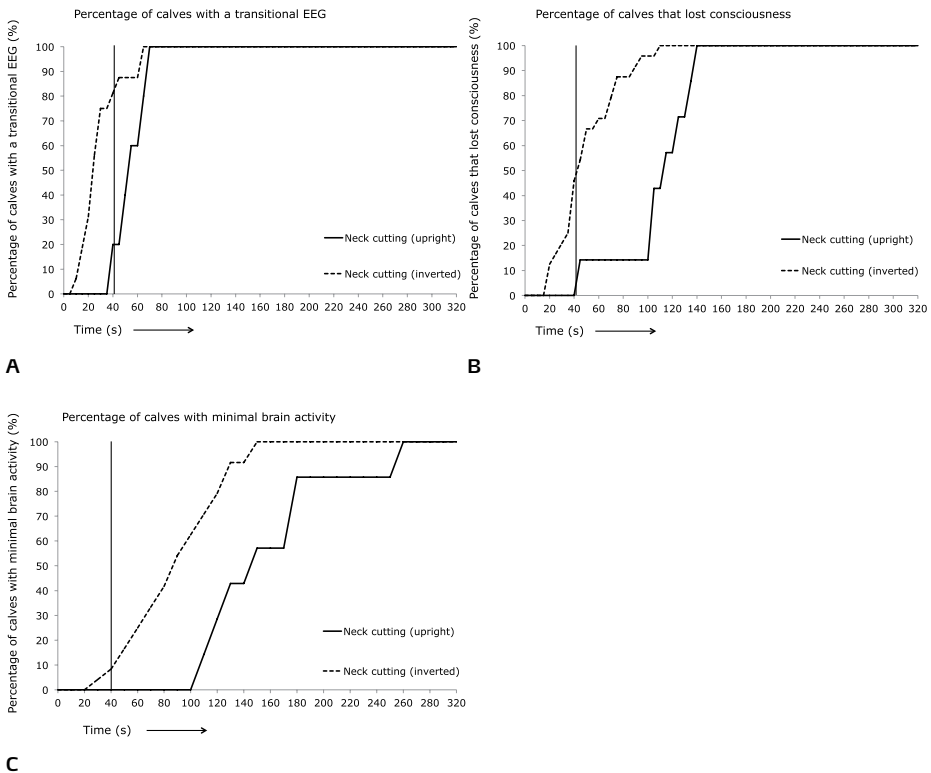 Percentage of calves with a transitional EEG
Percentage of calves with a transitional EEG (%)
100
90
80
70
60
50
40
30
20
10
0
0 20 40 60 80 100 120 140 160 180 200 220 240 260 280 300 320
Neck cutting (upright)
Neck cutting (inverted)
Time (s)
A
Percentage of calves that lost consciousness
Percentage of calves that lost consciousness (%)
100
90
80
70
60
50
40
30
20
10
0
0 20 40 60 80 100 120 140 160 180 200 220 240 260 280 300 320
Neck cutting (upright)
Neck cutting (inverted)
Time (s)
B
Percentage of calves with minimal brain activity
Percentage of calves with minimal brain activity (%)
100
90
80
70
60
50
40
30
20
10
0
0 20 40 60 80 100 120 140 160 180 200 220 240 260 280 300 320
Neck cutting (upright)
Neck cutting (inverted)
Time (s)
C